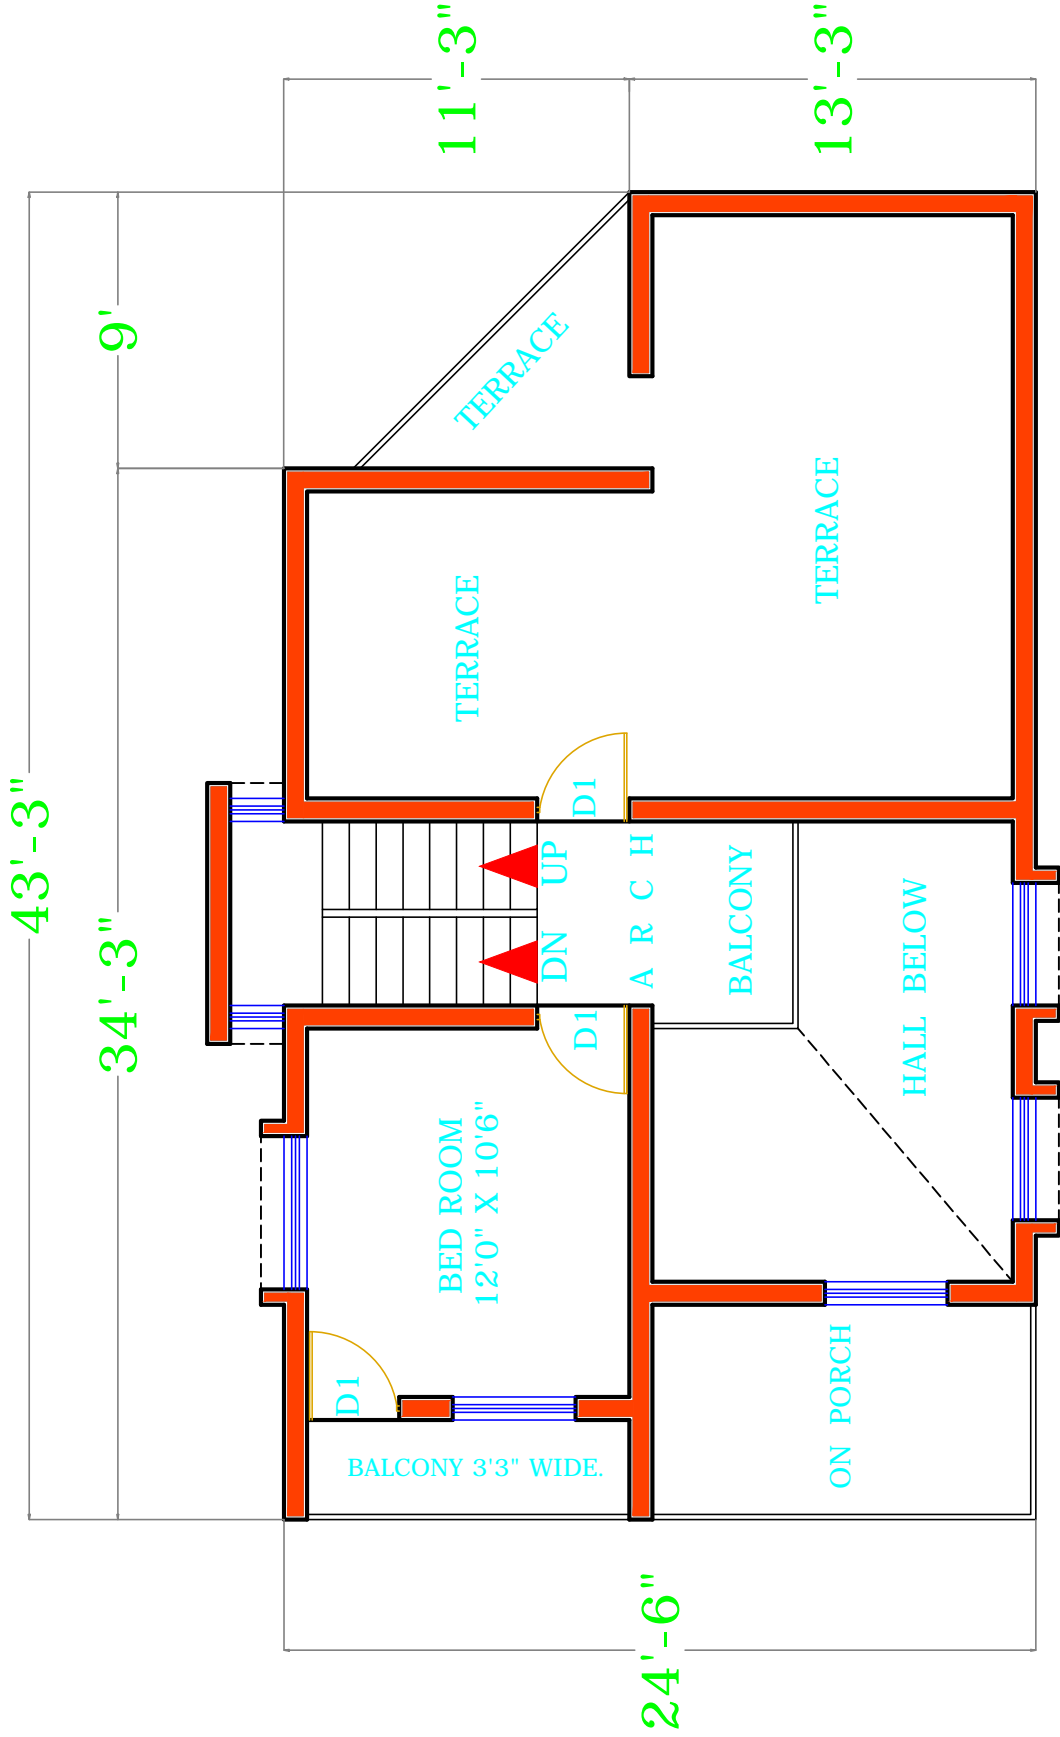 11'-3"
13'-3"
9'
43'-3"
34'-3"
TERRACE
TERRACE
TERRACE
D1
UP
DN
ARCH
BALCONY
HALL BELOW
D1
BED ROOM
12'0" X 10'6"
D1
BALCONY 3'3" WIDE.
ON PORCH
24'-6"